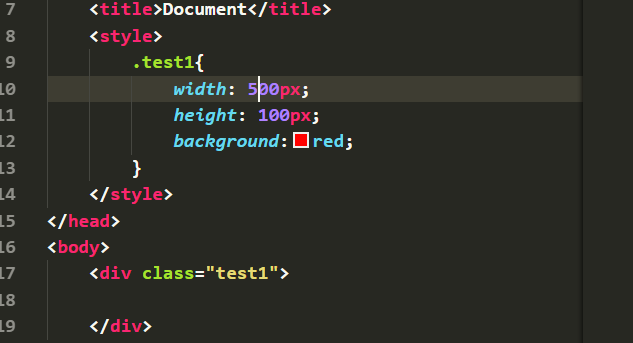 7 <title>Document</title>
8 <style>
9 .test1{
10 width: 500px;
11 height: 100px;
12 background: red;
13 }
14 </style>
15 </head>
16 <body>
17 <div class="test1">
18
19 </div>